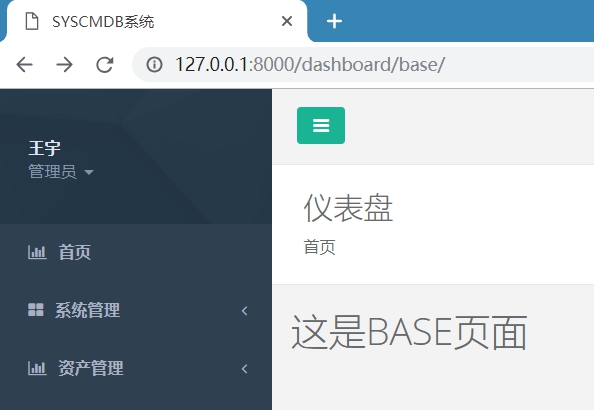 SYSCMDB系统
127.0.0.1:8000/dashboard/base/
王宇
管理员
首页
系统管理
资产管理
仪表盘
首页
这是BASE页面